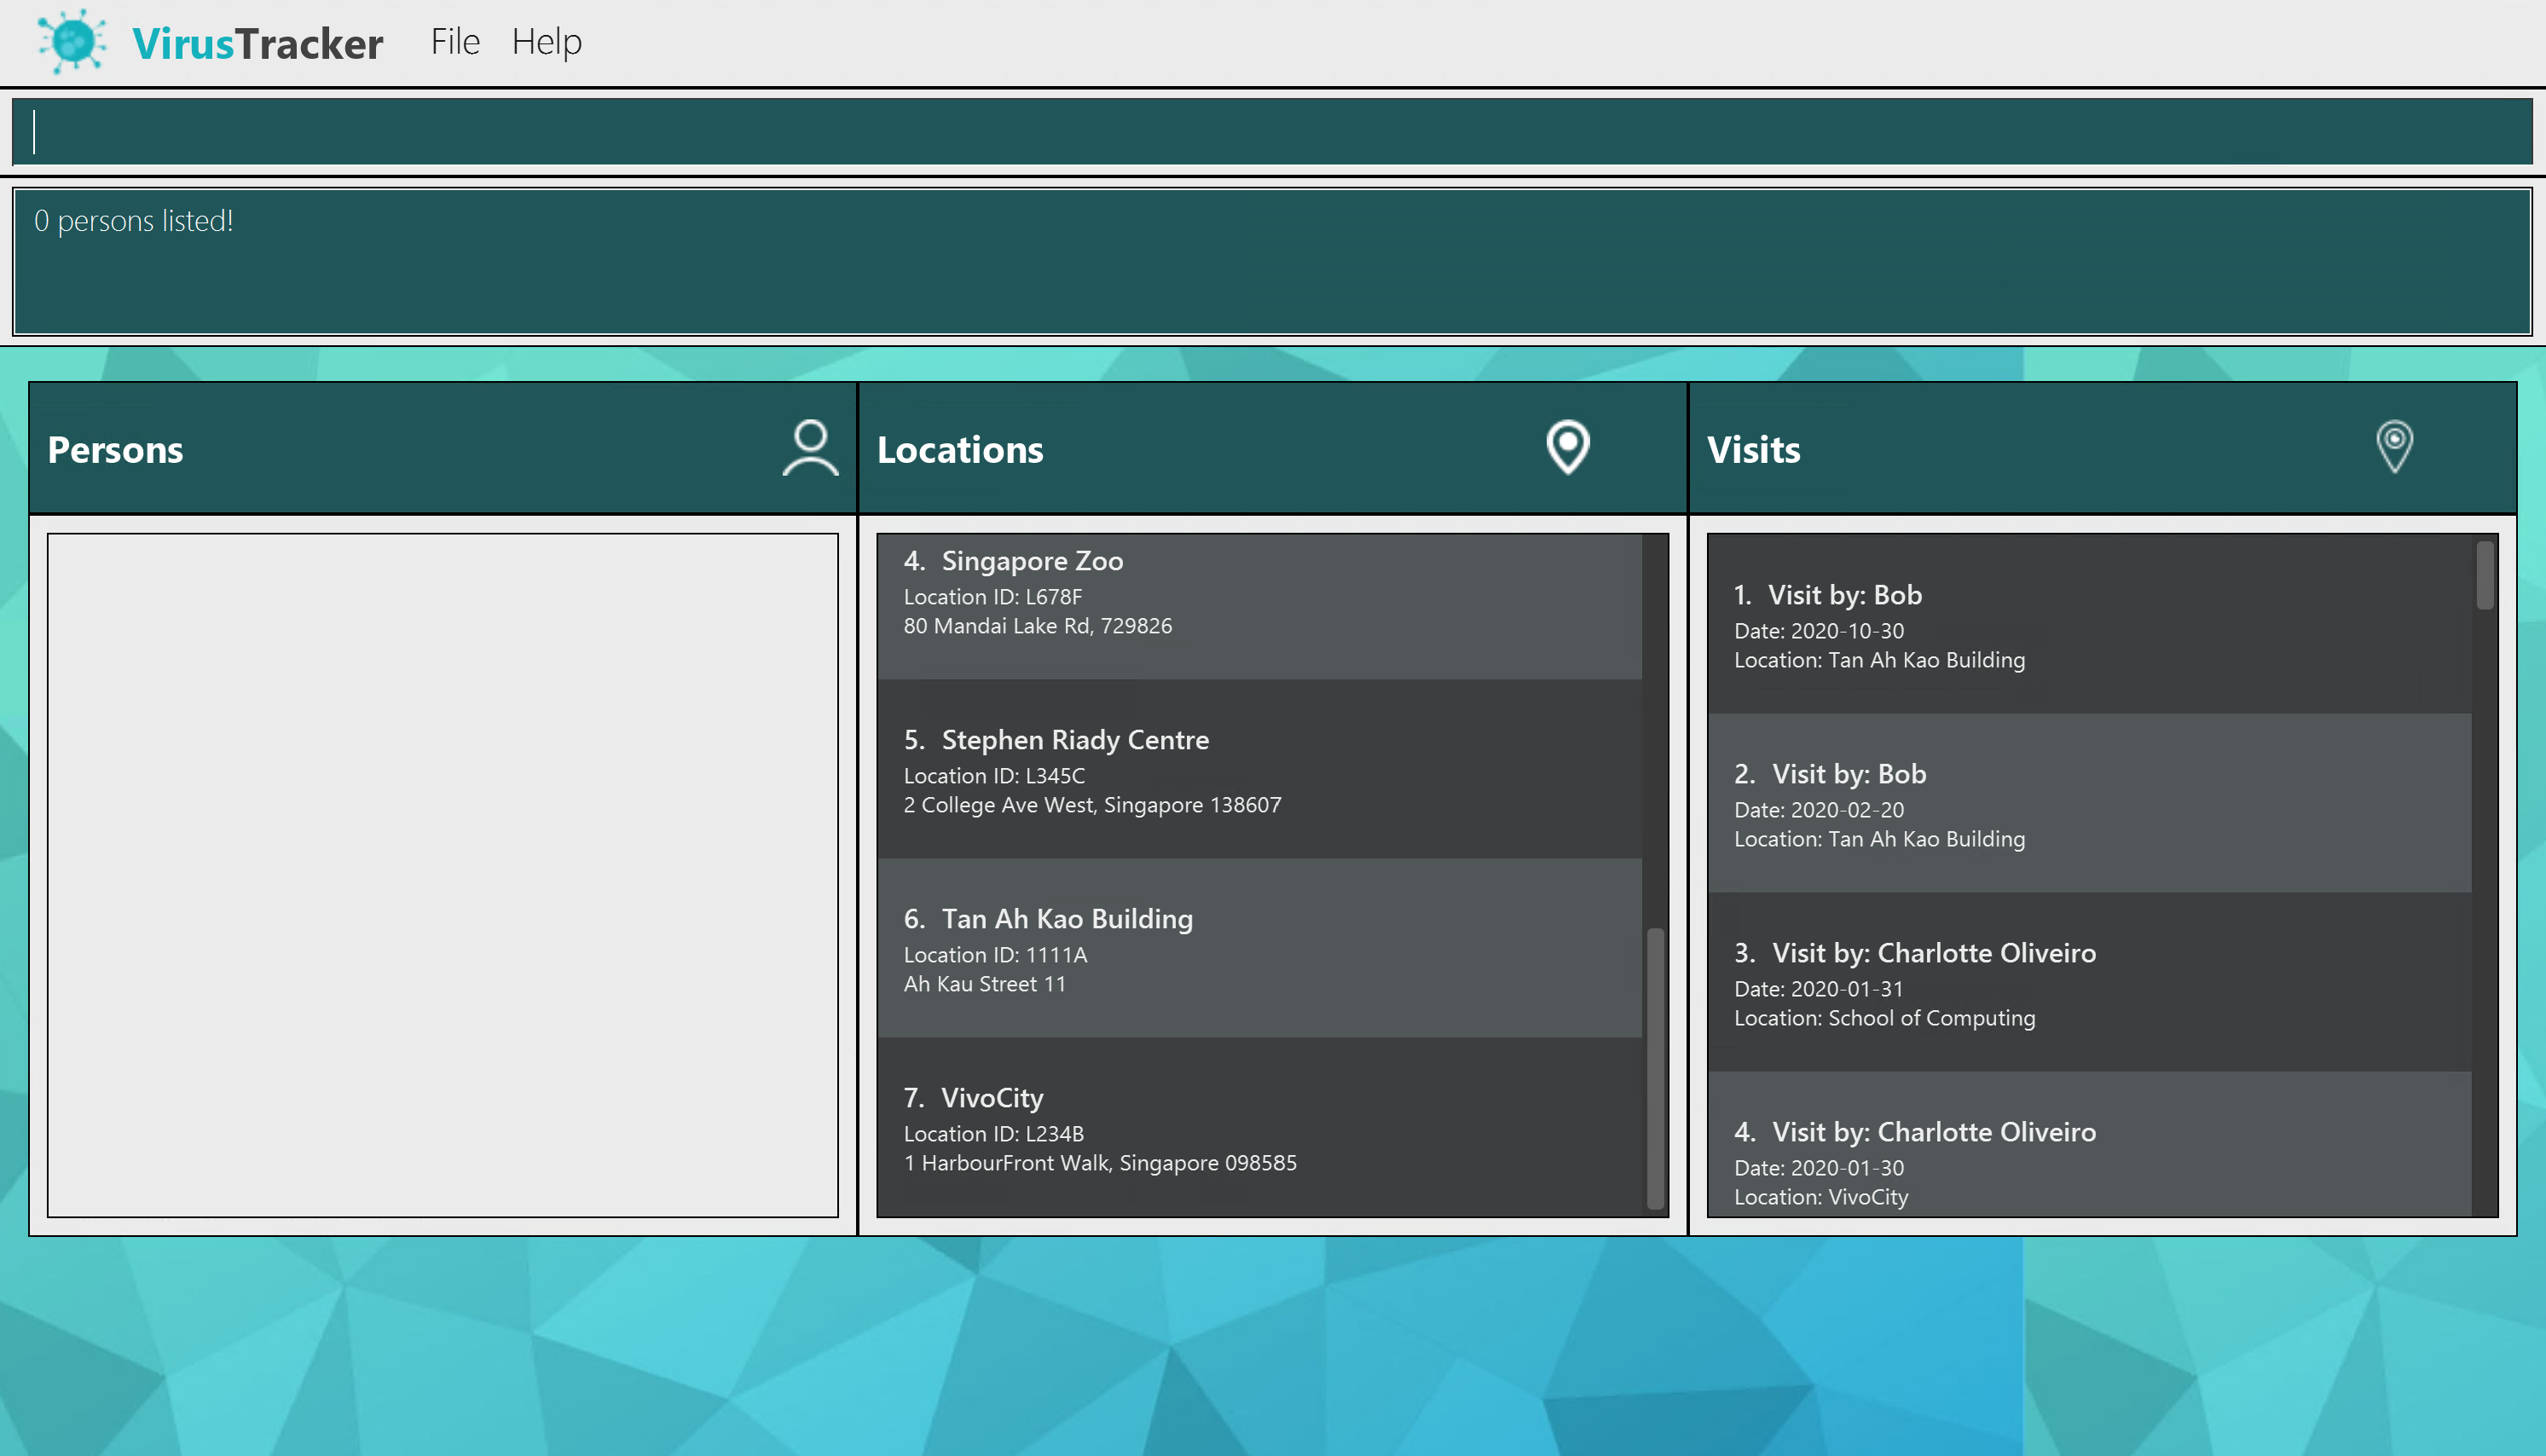 VirusTracker File Help
0 persons listed!
Persons
Locations
Visits
4. Singapore Zoo
Location ID: L678F
80 Mandai Lake Rd, 729826
5. Stephen Riady Centre
Location ID: L345C
2 College Ave West, Singapore 138607
6. Tan Ah Kao Building
Location ID: 1111A
Ah Kau Street 11
7. VivoCity
Location ID: L234B
1 HarbourFront Walk, Singapore 098585
1. Visit by: Bob
Date: 2020-10-30
Location: Tan Ah Kao Building
2. Visit by: Bob
Date: 2020-02-20
Location: Tan Ah Kao Building
3. Visit by: Charlotte Oliveiro
Date: 2020-01-31
Location: School of Computing
4. Visit by: Charlotte Oliveiro
Date: 2020-01-30
Location: VivoCity